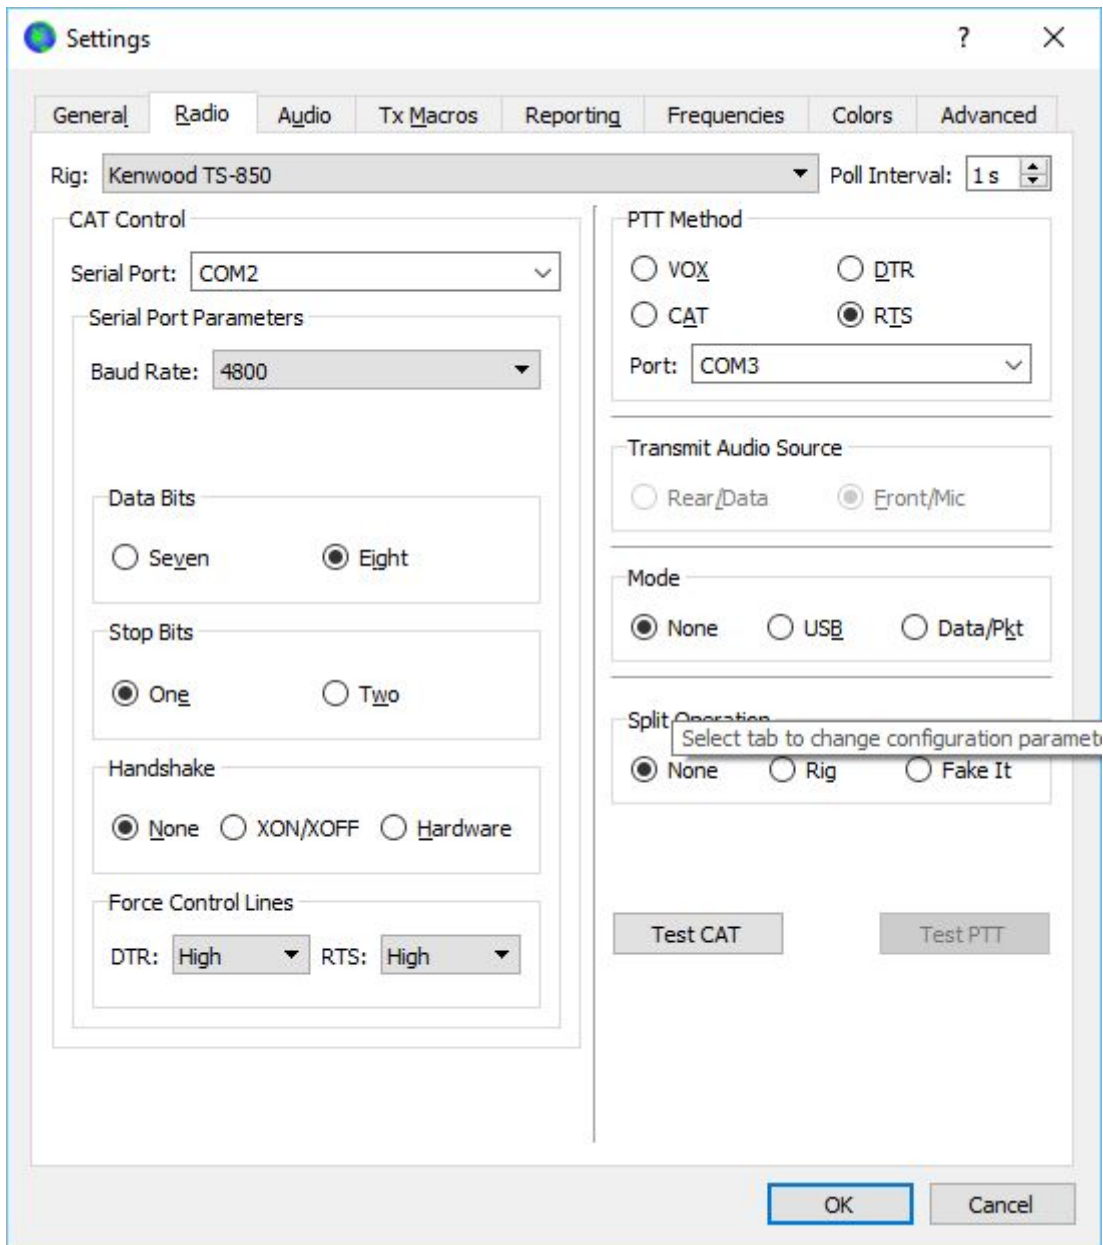 Settings
?
General Radio Audio Tx Macros Reporting Frequencies Colors Advanced
Rig: Kenwood TS-850 Poll Interval: 1 s
CAT Control
Serial Port: COM2
Serial Port Parameters
Baud Rate: 4800
Data Bits
Seven Eight
Stop Bits
One Two
Handshake
None XON/XOFF Hardware
Force Control Lines
DTR: High RTS: High
PTT Method
VOX DTR
CAT RTS
Port: COM3
Transmit Audio Source
Rear/Data Front/Mic
Mode
None USB Data/Pkt
Split Operation
Select tab to change configuration paramet
None Rig Fake It
Test CAT Test PTT
OK Cancel